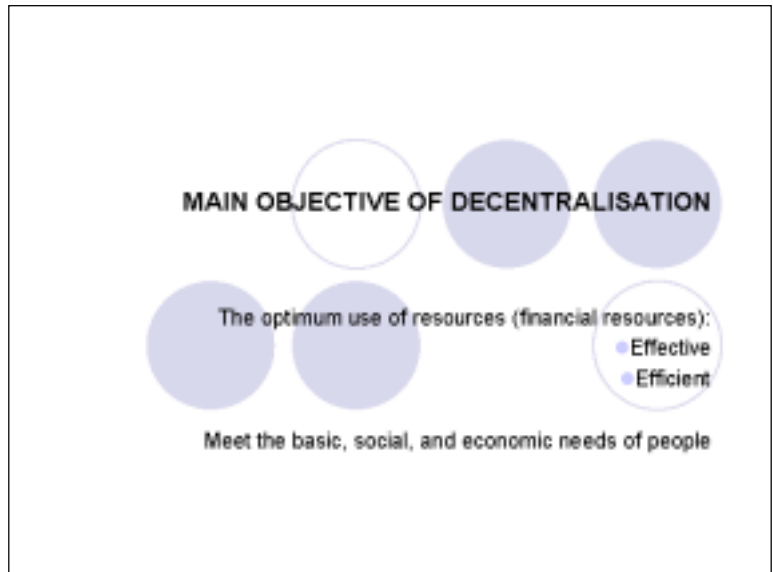 MAIN OBJECTIVE OF DECENTRALISATION
The optimum use of resources (financial resources):
Effective
Efficient
Meet the basic, social, and economic needs of people